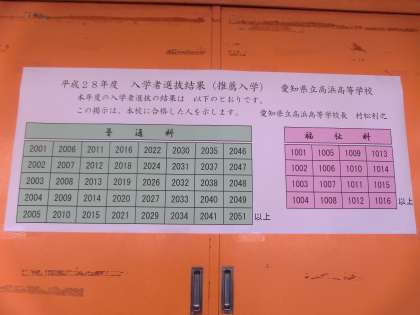 平成28年度 入学者選抜結果（推薦入学） 愛知県立高浜高等学校
本年度の入学者選抜の結果は 以下のとおりです。
この掲示は、本校に合格した人を示します。 愛知県立高浜高等学校長 村松利之
普通科
2001 2006 2011 2016 2022 2030 2035 2046
2002 2007 2012 2018 2024 2031 2037 2047
2003 2008 2013 2019 2026 2032 2038 2048
2004 2009 2014 2020 2027 2033 2040 2049
2005 2010 2015 2021 2029 2034 2041 2051 以上
福祉科
1001 1005 1009 1013
1002 1006 1010 1014
1003 1007 1011 1015
1004 1008 1012 1016 以上